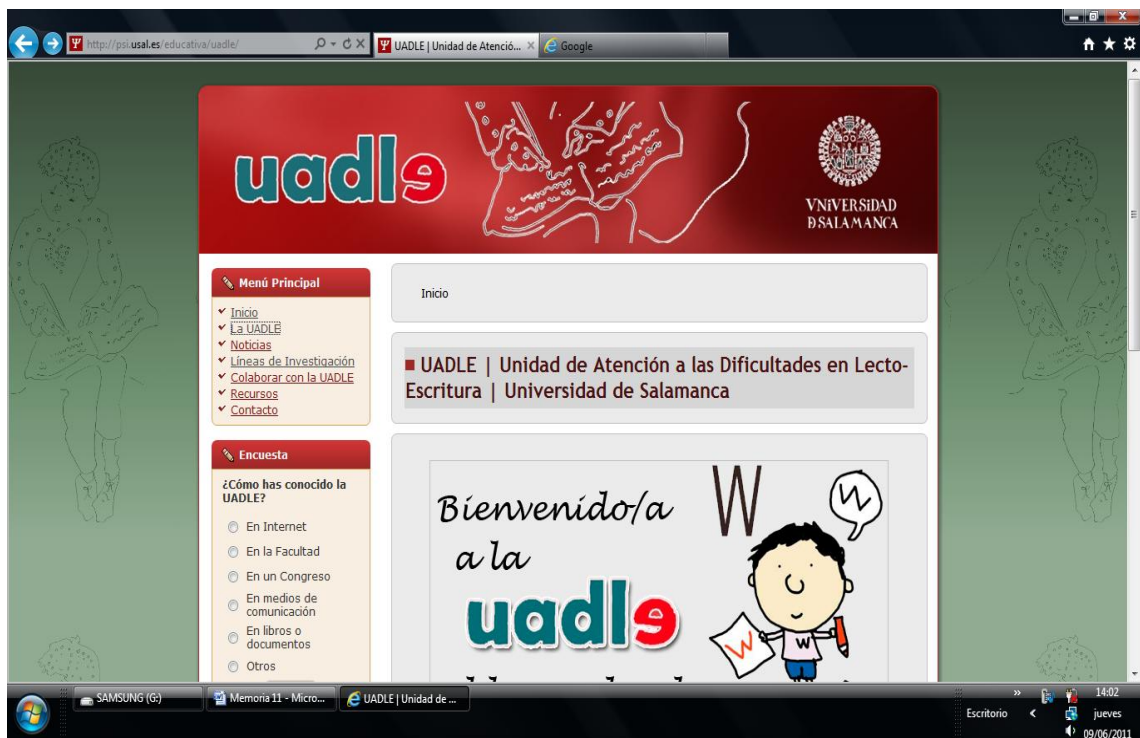 http://psi.usal.es/educativa/uadle/
UADLE | Unidad de Atenció...
Google
uadle
VNiVERSiDAD
ÐSALAMANCA
Menú Principal
Inicio
La UADLE
Noticias
Líneas de Investigación
Colaborar con la UADLE
Recursos
Contacto
Encuesta
¿Cómo has conocido la
UADLE?
En Internet
En la Facultad
En un Congreso
En medios de
comunicación
En libros o
documentos
Otros
Inicio
UADLE | Unidad de Atención a las Dificultades en Lecto-
Escritura | Universidad de Salamanca
Bienvenido/a
a la
uadle
W
W
W
W
SAMSUNG (G:)
Memoria 11 - Micro...
UADLE | Unidad de ...
Escritorio
14:02
jueves
09/06/2011